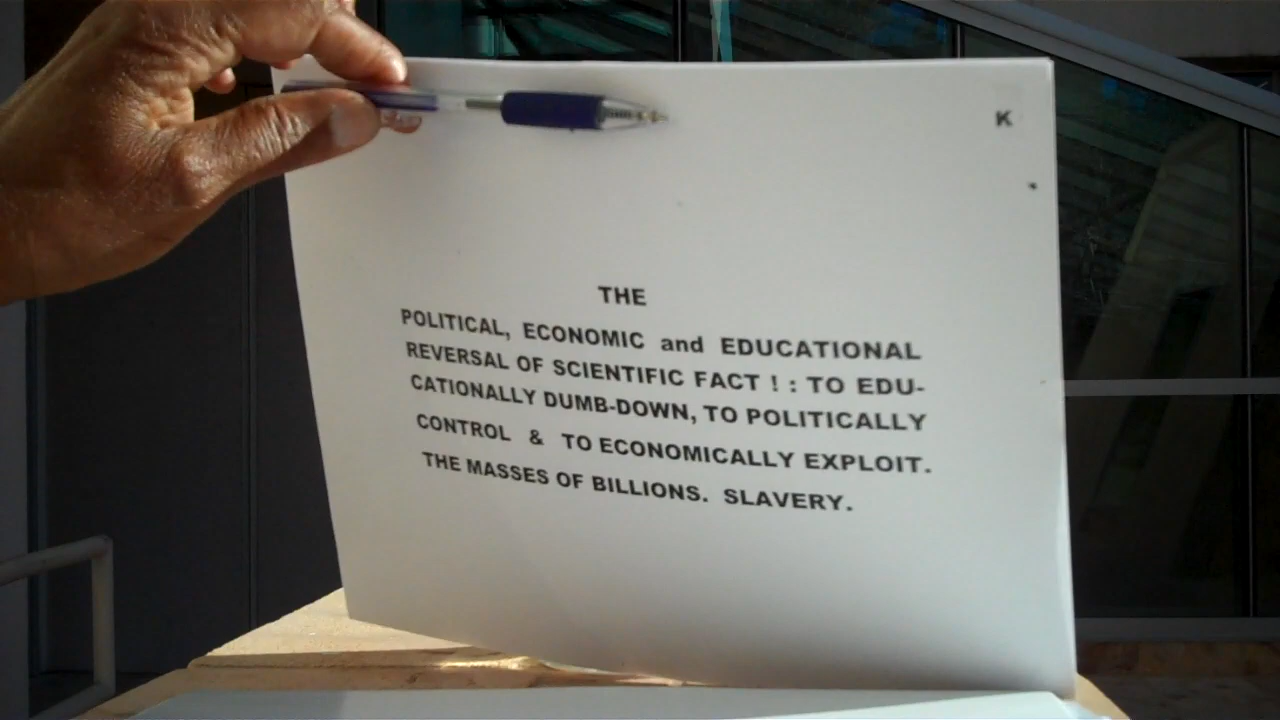 K
THE
POLITICAL, ECONOMIC and EDUCATIONAL
REVERSAL OF SCIENTIFIC FACT ! : TO EDU-
CATIONALLY DUMB-DOWN, TO POLITICALLY
CONTROL & TO ECONOMICALLY EXPLOIT.
THE MASSES OF BILLIONS. SLAVERY.